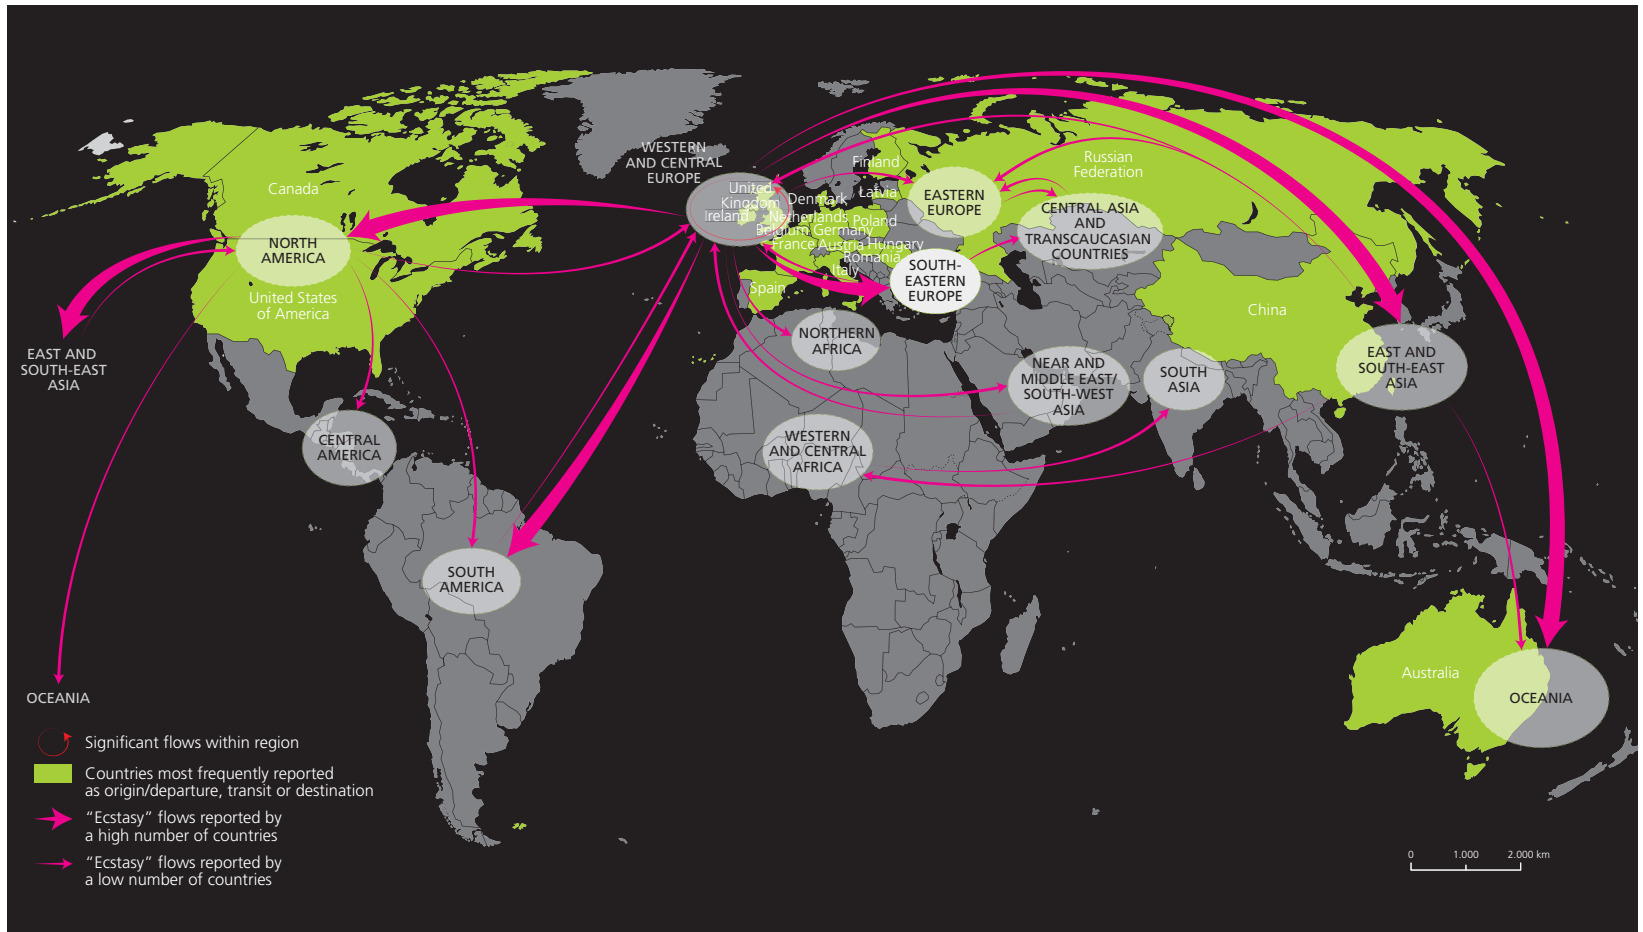 WESTERN
AND CENTRAL
EUROPE
Canada
NORTH
AMERICA
United States
of America
EAST AND
SOUTH-EAST
ASIA
CENTRAL
AMERICA
SOUTH
AMERICA
OCEANIA
United
Kingdom
Ireland
Denmark
Netherlands
Belgium
Germany
France
Austria
Hungary
Poland
Romania
Italy
Spain
Finland
Latvia
EASTERN
EUROPE
Russian
Federation
CENTRAL ASIA
AND
TRANSCAUCASIAN
COUNTRIES
SOUTH-
EASTERN
EUROPE
NORTHERN
AFRICA
WESTERN
AND CENTRAL
AFRICA
NEAR AND
MIDDLE EAST/
SOUTH-WEST
ASIA
SOUTH
ASIA
China
EAST AND
SOUTH-EAST
ASIA
Australia
OCEANIA
Significant flows within region
Countries most frequently reported
as origin/departure, transit or destination
“Ecstasy” flows reported by
a high number of countries
“Ecstasy” flows reported by
a low number of countries
0 1.000 2.000 km